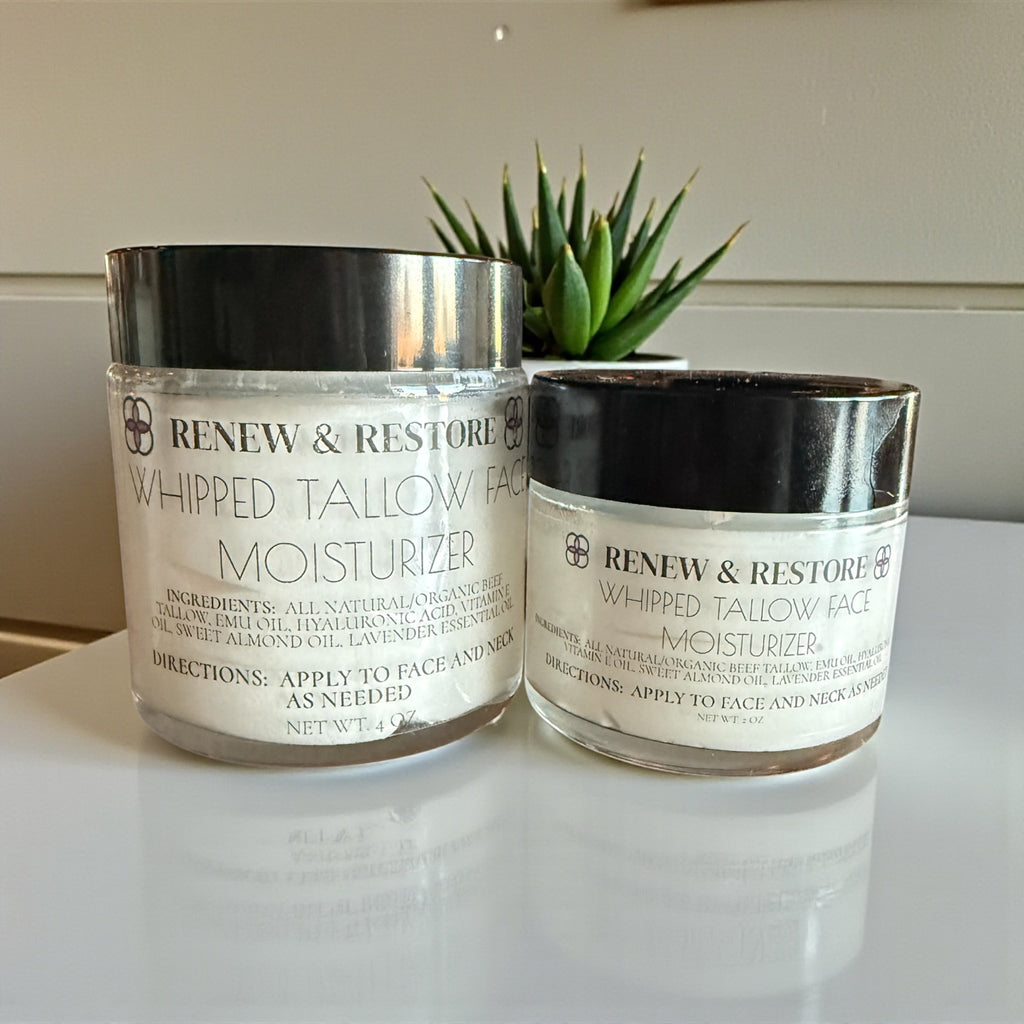 RENEW & RESTORE
WHIPPED TALLOW FACE
MOISTURIZER
INGREDIENTS: ALL NATURAL/ORGANIC BEEF
TALLOW, EMU OIL, HYALURONIC ACID, VITAMIN E
OIL, SWEET ALMOND OIL, LAVENDER ESSENTIAL OIL
DIRECTIONS: APPLY TO FACE AND NECK
AS NEEDED
NET WT. 4 OZ
RENEW & RESTORE
WHIPPED TALLOW FACE
MOISTURIZER
INGREDIENTS: ALL NATURAL/ORGANIC BEEF TALLOW, EMU OIL,
VITAMIN E OIL, SWEET ALMOND OIL, LAVENDER ESSENTIAL OIL
DIRECTIONS: APPLY TO FACE AND NECK AS NEEDED
NET WT. 2 OZ